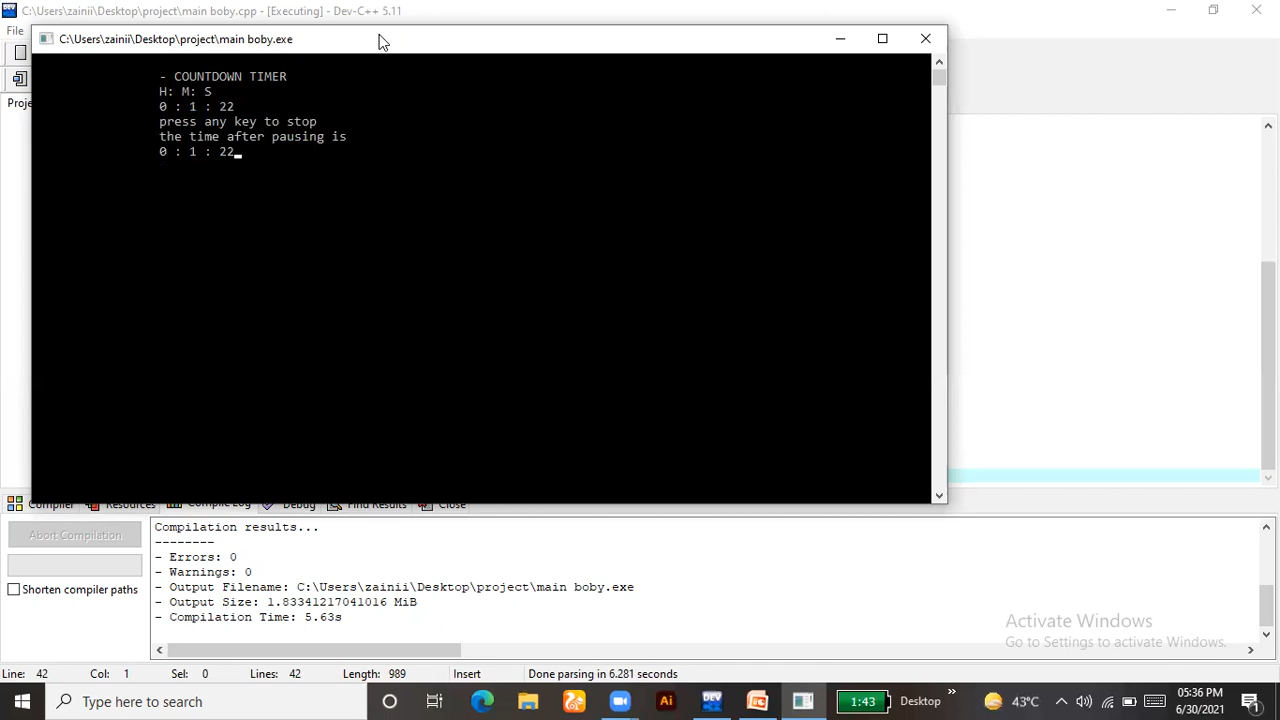 C:\Users\zainii\Desktop\project\main boby.cpp - [Executing] - Dev-C++ 5.11
File
C:\Users\zainii\Desktop\project\main boby.exe
- COUNTDOWN TIMER
H: M: S
0 : 1 : 22
press any key to stop
the time after pausing is
0 : 1 : 22
Proje
Compiler Resources Compile Log Debug Find Results Close
Abort Compilation
Shorten compiler paths
Compilation results...
--------
- Errors: 0
- Warnings: 0
- Output Filename: C:\Users\zainii\Desktop\project\main boby.exe
- Output Size: 1.83341217041016 MiB
- Compilation Time: 5.63s
Activate Windows
Go to Settings to activate Windows.
Line: 42 Col: 1 Sel: 0 Lines: 42 Length: 989 Insert Done parsing in 6.281 seconds
Type here to search
DEV
Ai
DEV
1:43
Desktop
43°C
05:36 PM
6/30/2021
1